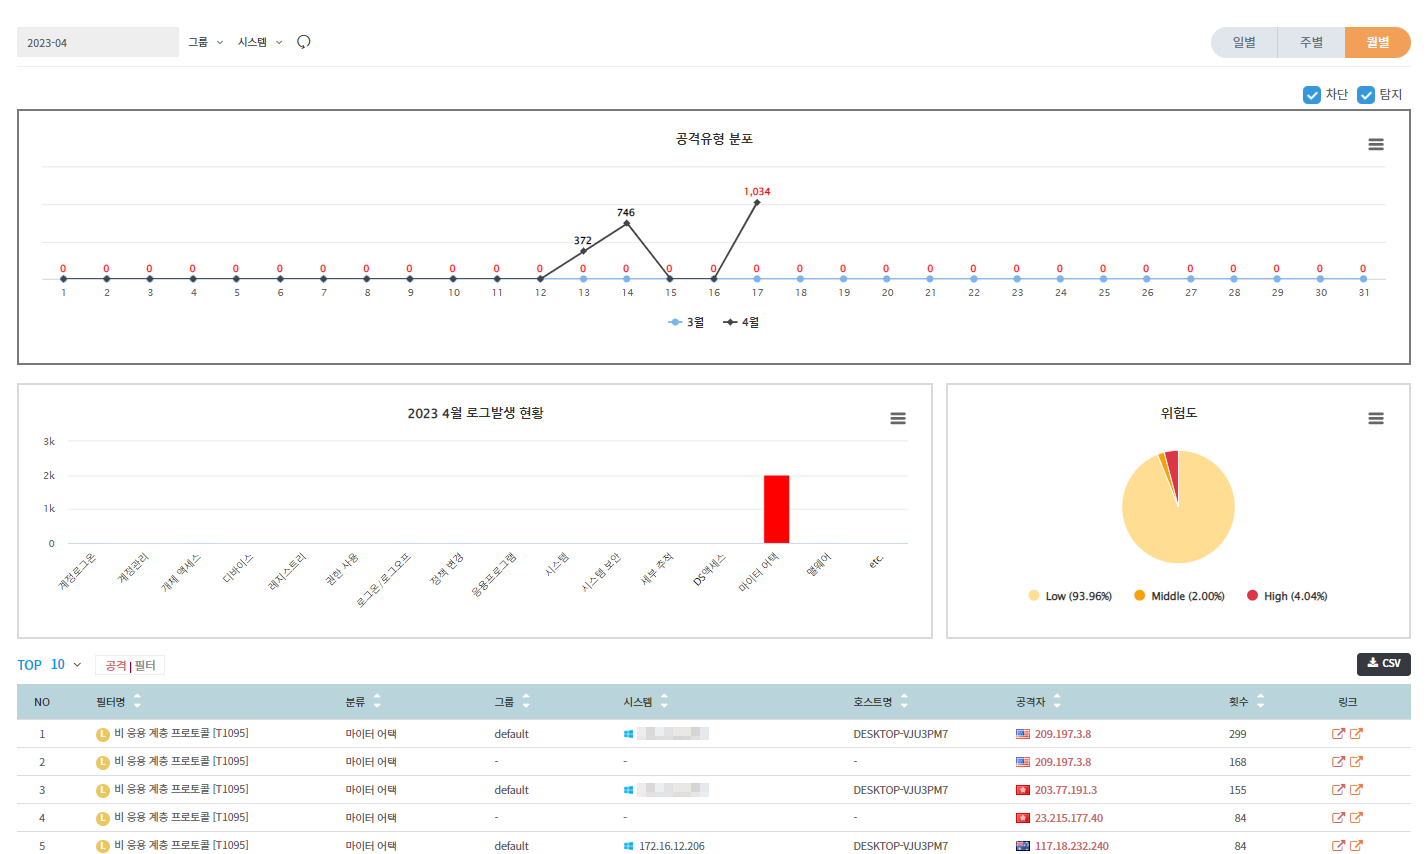 2023-04 그룹 시스템 일별 주별 월별
차단 탐지
공격유형 분포
1,034
746
372
0 0 0 0 0 0 0 0 0 0 0 0 0 0 0 0 0 0 0 0 0 0 0 0 0 0 0 0 0 0 0
1 2 3 4 5 6 7 8 9 10 11 12 13 14 15 16 17 18 19 20 21 22 23 24 25 26 27 28 29 30 31
3월 4월
2023 4월 로그발생 현황
3k
2k
1k
0
계정로그온 계정관리 개체 액세스 디바이스 레지스트리 권한 사용 로그온/로그오프 정책 변경 응용프로그램 시스템 시스템 보안 세부 추적 DS액세스 마이터 어택 멜웨어 etc.
위험도
Low (93.96%) Middle (2.00%) High (4.04%)
TOP 10 공격 | 필터 CSV
NO 필터명 분류 그룹 시스템 호스트명 공격자 횟수 링크
1 L 비 응용 계층 프로토콜 [T1095] 마이터 어택 default DESKTOP-VJU3PM7 209.197.3.8 299
2 L 비 응용 계층 프로토콜 [T1095] 마이터 어택 - - - 209.197.3.8 168
3 L 비 응용 계층 프로토콜 [T1095] 마이터 어택 default DESKTOP-VJU3PM7 203.77.191.3 155
4 L 비 응용 계층 프로토콜 [T1095] 마이터 어택 - - - 23.215.177.40 84
5 L 비 응용 계층 프로토콜 [T1095] 마이터 어택 default 172.16.12.206 DESKTOP-VJU3PM7 117.18.232.240 84